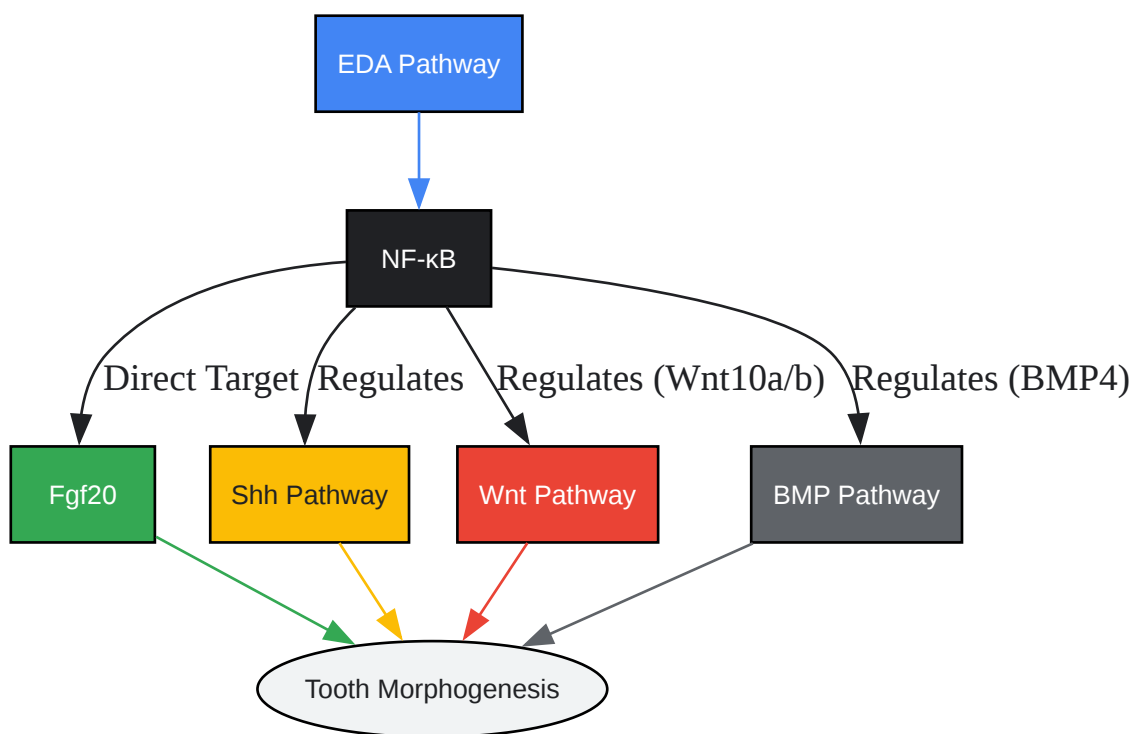 EDA Pathway
NF-κB
Direct Target
Regulates
Regulates (Wnt10a/b)
Regulates (BMP4)
Fgf20
Shh Pathway
Wnt Pathway
BMP Pathway
Tooth Morphogenesis